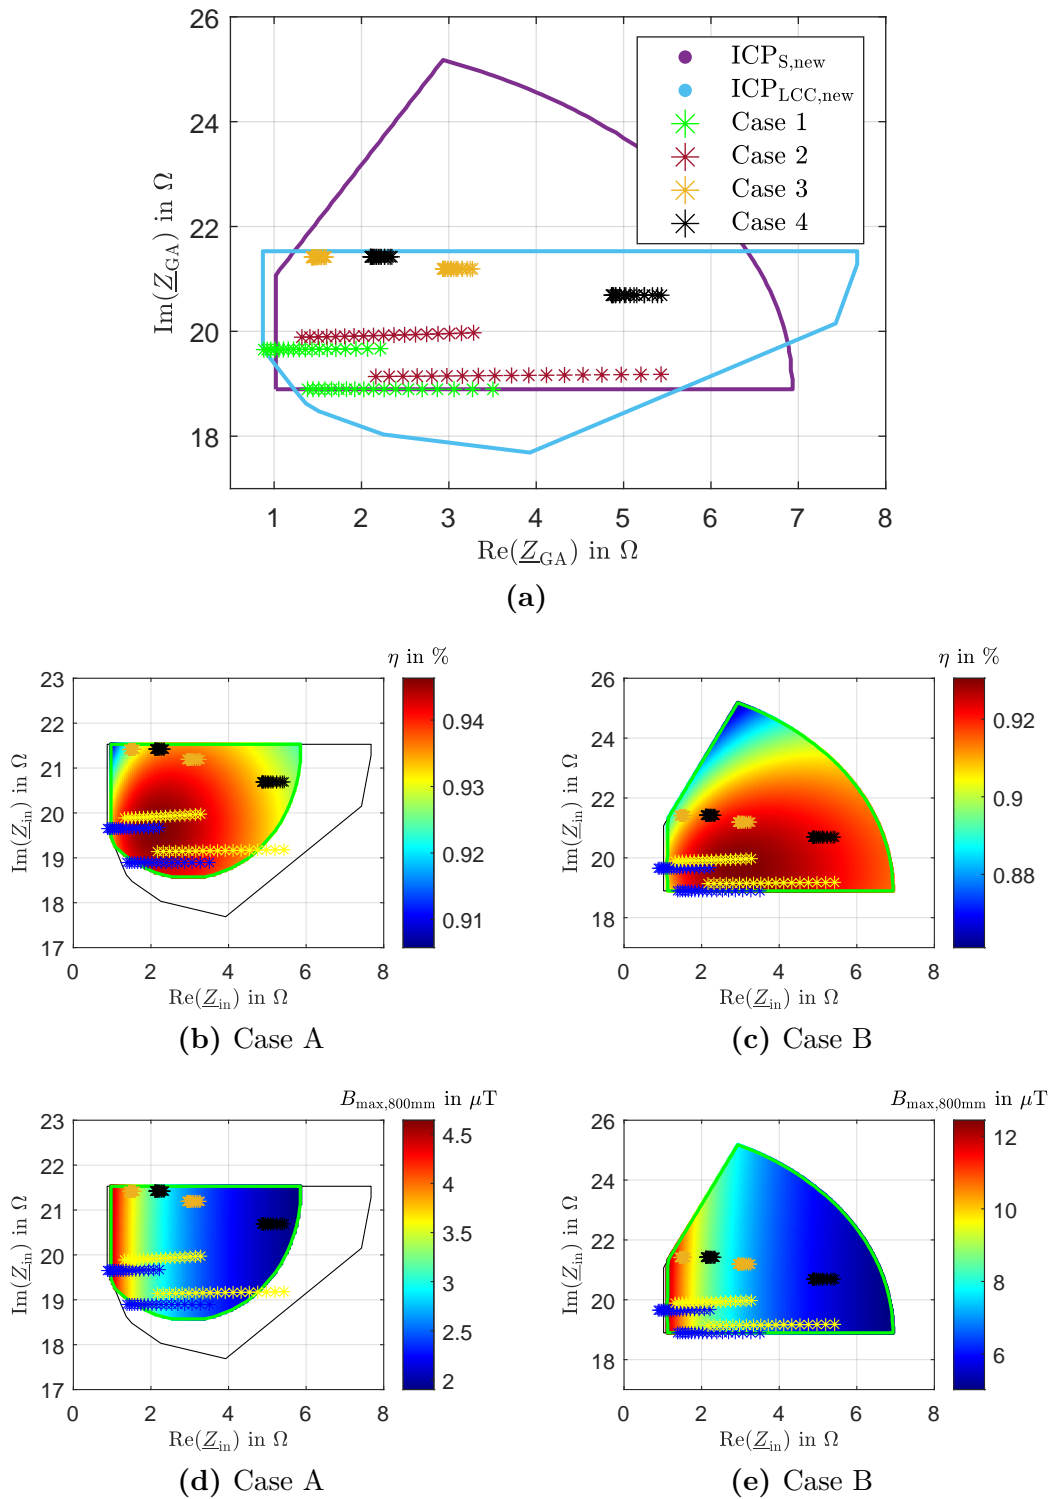 26
24
22
20
18
1 2 3 4 5 6 7 8
Im(Z_GA) in Ω
Re(Z_GA) in Ω
ICP_S,new
ICP_LCC,new
Case 1
Case 2
Case 3
Case 4
(a)
η in %
23
22
21
20
19
18
17
0 2 4 6 8
Im(Z_in) in Ω
Re(Z_in) in Ω
0.94
0.93
0.92
0.91
(b) Case A
η in %
26
24
22
20
18
0 2 4 6 8
Im(Z_in) in Ω
Re(Z_in) in Ω
0.92
0.9
0.88
(c) Case B
B_max,800mm in μT
23
22
21
20
19
18
17
0 2 4 6 8
Im(Z_in) in Ω
Re(Z_in) in Ω
4.5
4
3.5
3
2.5
2
(d) Case A
B_max,800mm in μT
26
24
22
20
18
0 2 4 6 8
Im(Z_in) in Ω
Re(Z_in) in Ω
12
10
8
6
(e) Case B